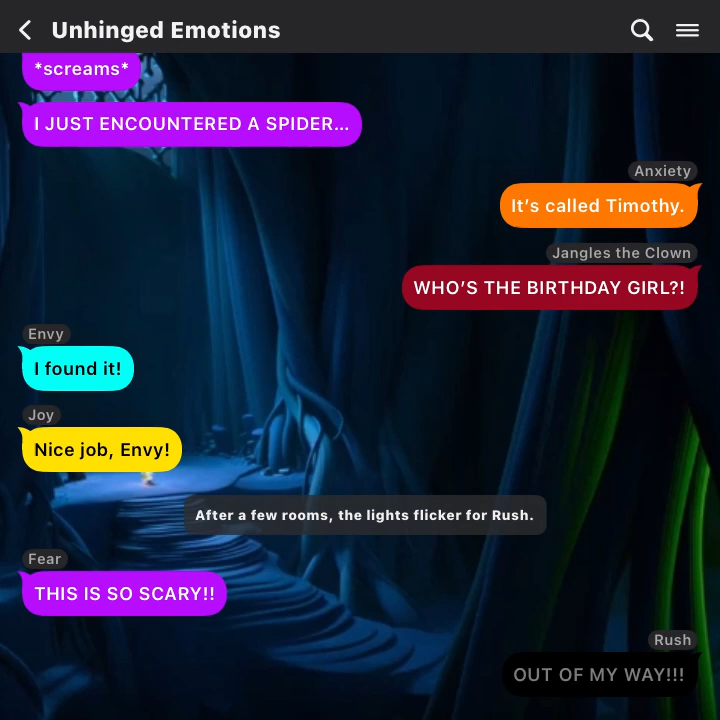 Unhinged Emotions
*screams*
I JUST ENCOUNTERED A SPIDER...
Anxiety
It's called Timothy.
Jangles the Clown
WHO'S THE BIRTHDAY GIRL?!
Envy
I found it!
Joy
Nice job, Envy!
After a few rooms, the lights flicker for Rush.
Fear
THIS IS SO SCARY!!
Rush
OUT OF MY WAY!!!